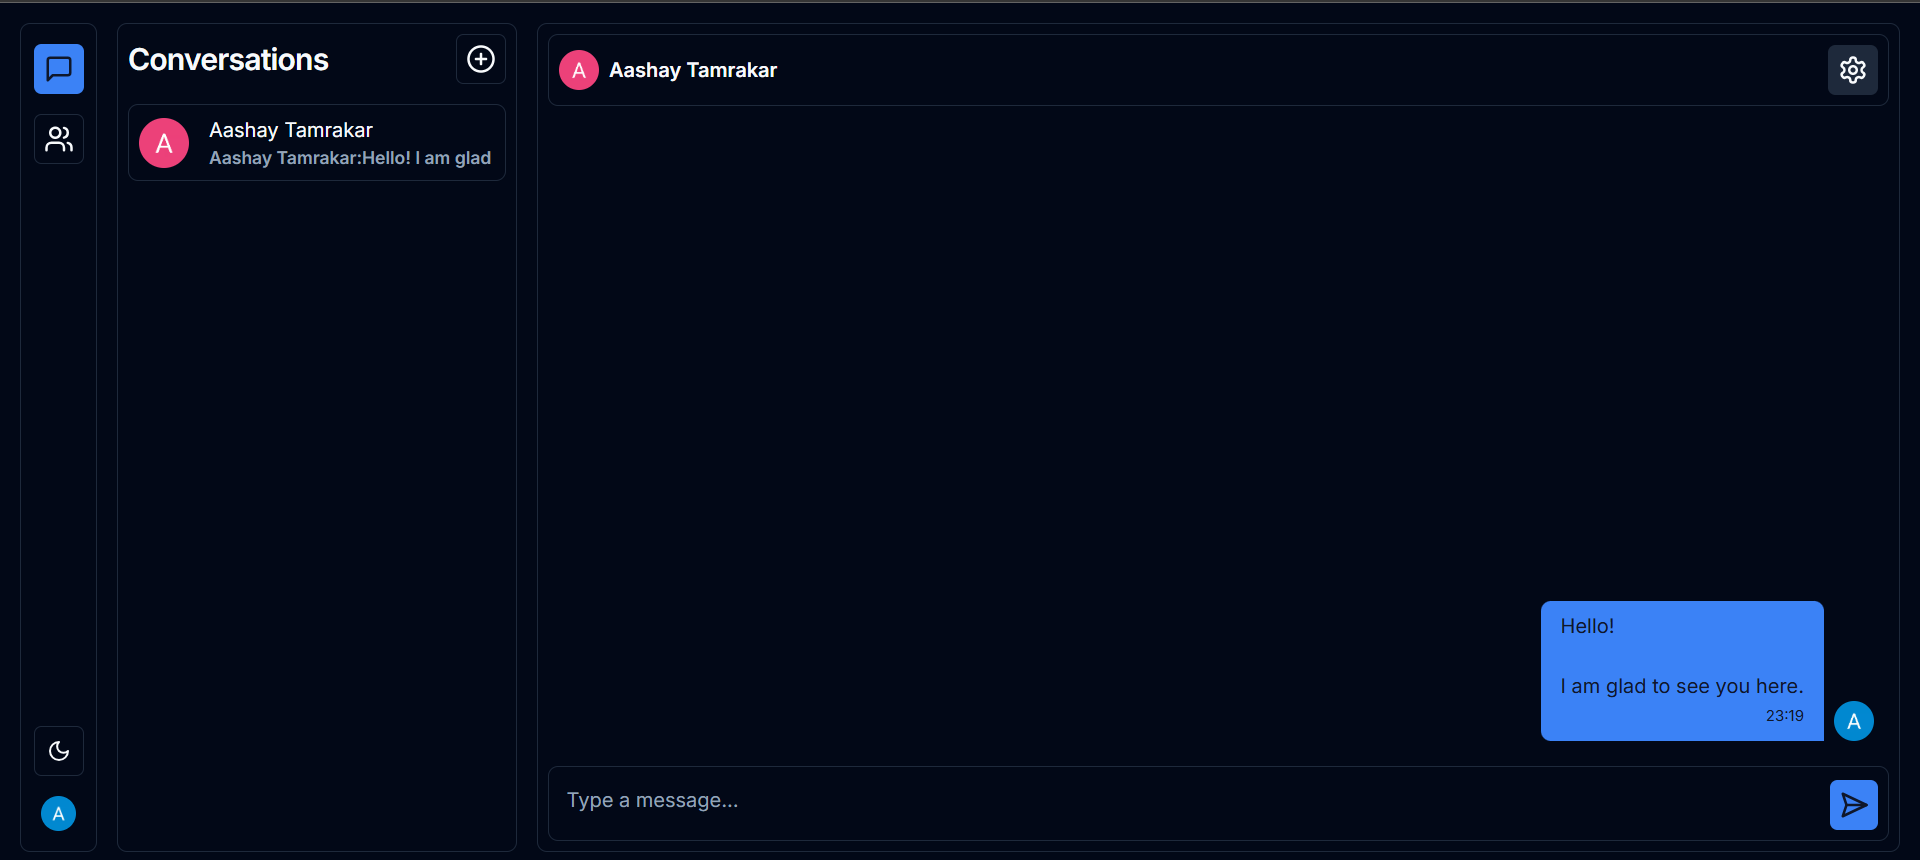 Conversations
A
Aashay Tamrakar
Aashay Tamrakar:Hello! I am glad
A
A
Aashay Tamrakar
Hello!
I am glad to see you here.
23:19
A
Type a message...